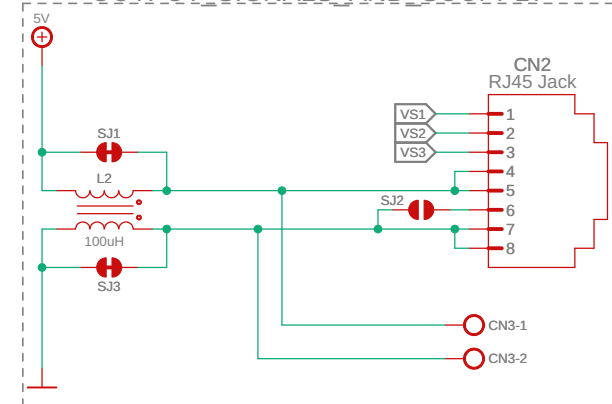 5V
CN2
RJ45 Jack
VS1
1
VS2
2
VS3
3
SJ1
4
L2
5
SJ2
6
7
100uH
8
SJ3
CN3-1
CN3-2